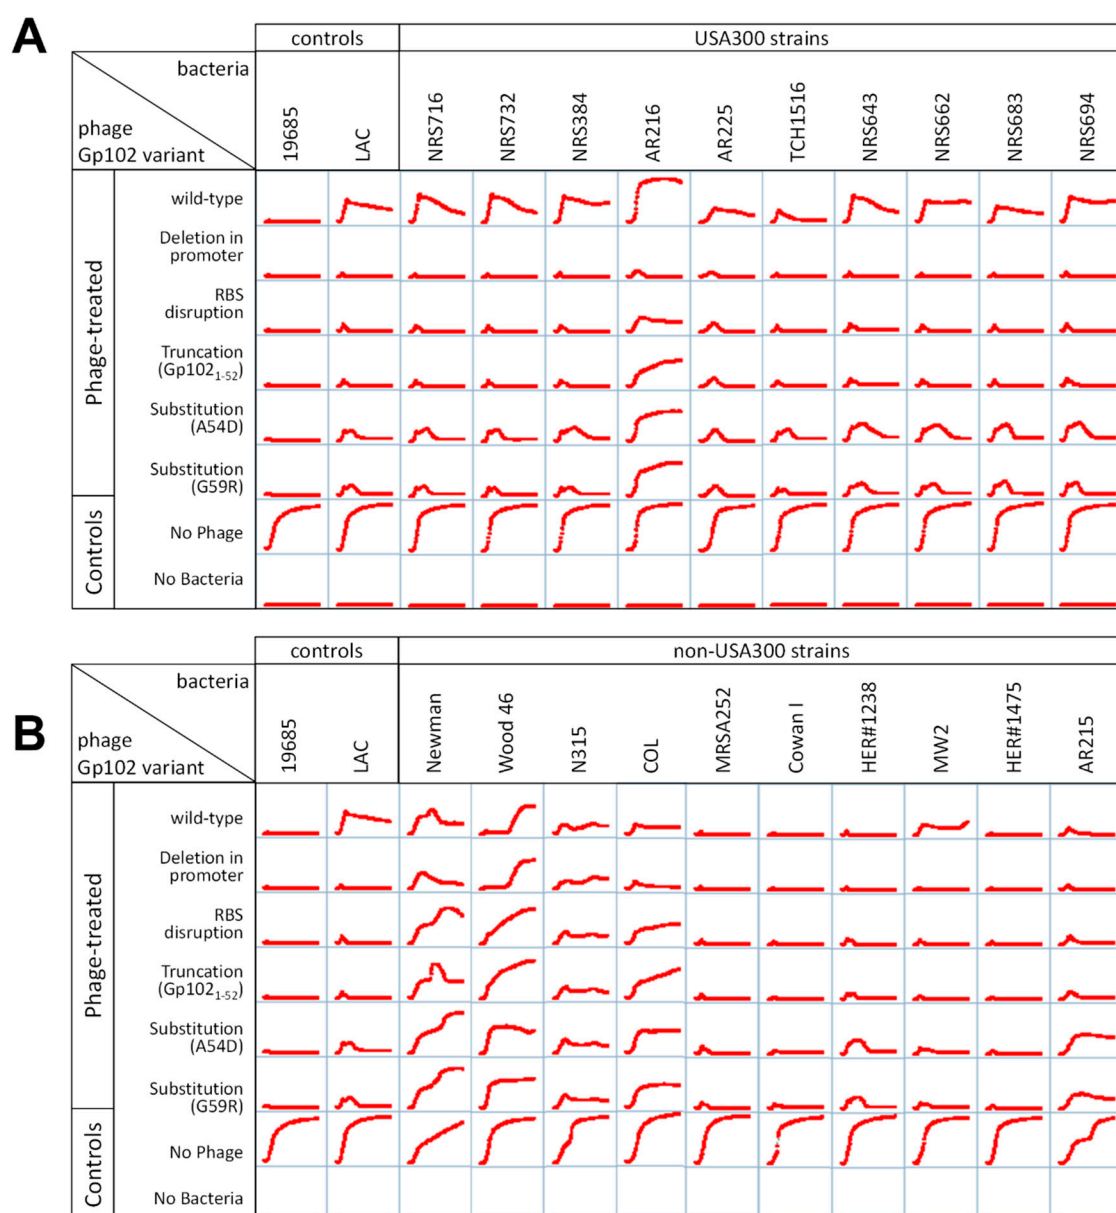 A
controls
USA300 strains
bacteria
phage
Gp102 variant
19685
LAC
NRS716
NRS732
NRS384
AR216
AR225
TCH1516
NRS643
NRS662
NRS683
NRS694
Phage-treated
wild-type
Deletion in
promoter
RBS
disruption
Truncation
(Gp102₁₋₅₂)
Substitution
(A54D)
Substitution
(G59R)
Controls
No Phage
No Bacteria
B
controls
non-USA300 strains
bacteria
phage
Gp102 variant
19685
LAC
Newman
Wood 46
N315
COL
MRSA252
Cowan I
HER#1238
MW2
HER#1475
AR215
Phage-treated
wild-type
Deletion in
promoter
RBS
disruption
Truncation
(Gp102₁₋₅₂)
Substitution
(A54D)
Substitution
(G59R)
Controls
No Phage
No Bacteria